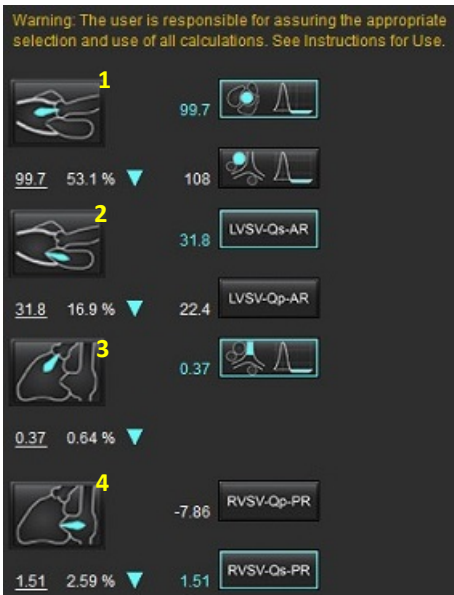 Warning: The user is responsible for assuring the appropriate
selection and use of all calculations. See Instructions for Use.
1
99.7
99.7 53.1 % 108
2
31.8 LVSV-Qs-AR
31.8 16.9 % 22.4 LVSV-Qp-AR
3
0.37
0.37 0.64 %
4
-7.86 RVSV-Qp-PR
1.51 2.59 % 1.51 RVSV-Qs-PR